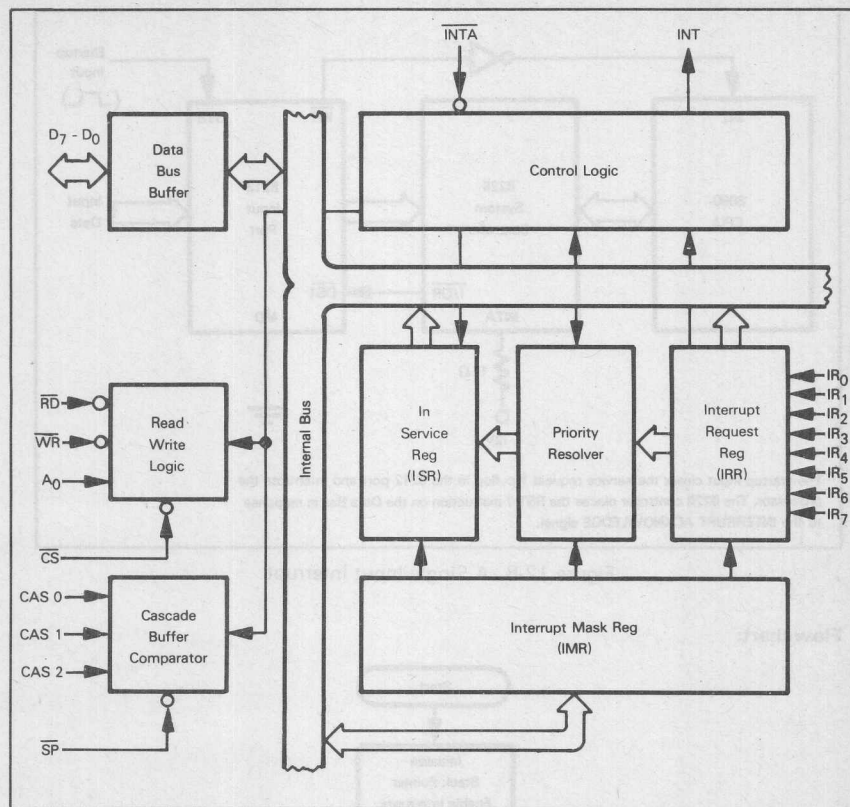 INTA
INT
D7 - D0
Data
Bus
Buffer
Control Logic
Internal Bus
RD
WR
A0
CS
Read
Write
Logic
In
Service
Reg
(ISR)
Priority
Resolver
Interrupt
Request
Reg
(IRR)
IR0
IR1
IR2
IR3
IR4
IR5
IR6
IR7
CAS 0
CAS 1
CAS 2
SP
Cascade
Buffer
Comparator
Interrupt Mask Reg
(IMR)